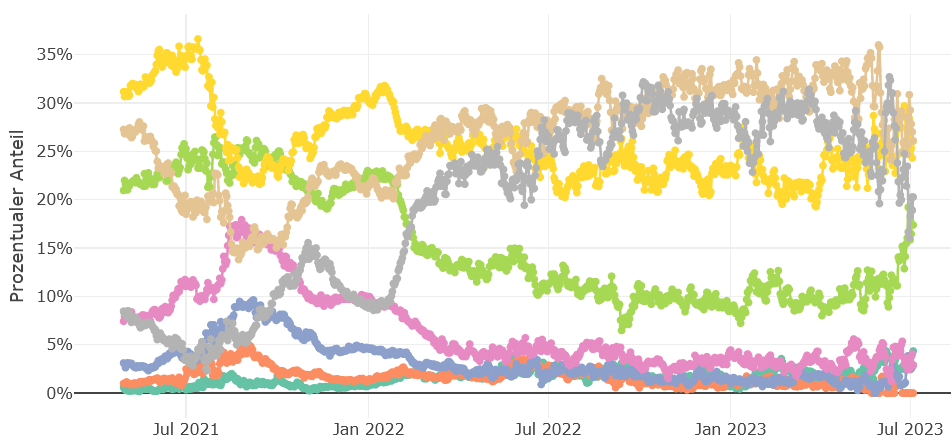 Prozentualer Anteil
35%
30%
25%
20%
15%
10%
5%
0%
Jul 2021
Jan 2022
Jul 2022
Jan 2023
Jul 2023